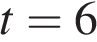 t = 6